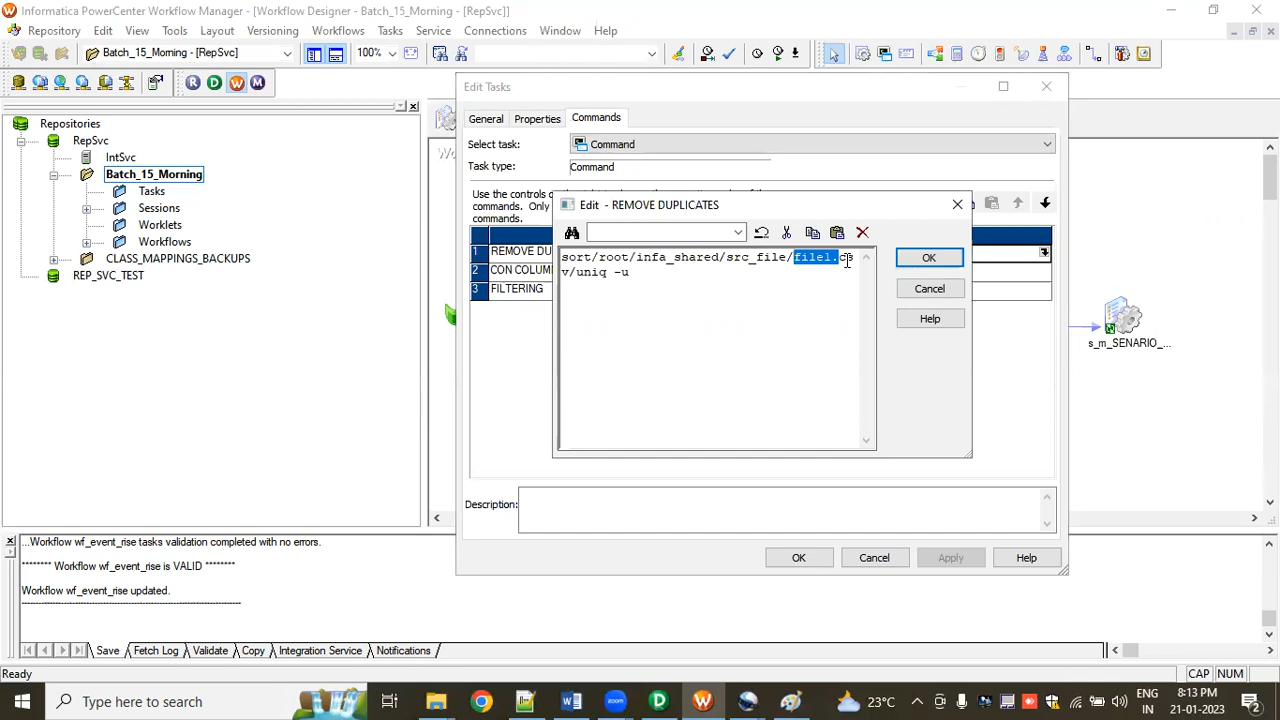 Informatica PowerCenter Workflow Manager - [Workflow Designer - Batch_15_Morning - [RepSvc]]
Repository Edit View Tools Layout Versioning Workflows Tasks Service Connections Window Help
Batch_15_Morning - [RepSvc]
100%
R D W M
Edit Tasks
General Properties Commands
Repositories
RepSvc
IntSvc
Batch_15_Morning
Tasks
Sessions
Worklets
Workflows
CLASS_MAPPINGS_BACKUPS
REP_SVC_TEST
Select task: Command
Task type: Command
commands. Only
commands.
1 REMOVE DU
2 CON COLUM
3 FILTERING
Edit - REMOVE DUPLICATES
sort/root/infa_shared/src_file/file1.cs
v/uniq -u
OK
Cancel
Help
s_m_SENARIO_...
Description:
OK Cancel Apply Help
...Workflow wf_event_rise tasks validation completed with no errors.
******** Workflow wf_event_rise is VALID ********
Workflow wf_event_rise updated.
Save Fetch Log Validate Copy Integration Service Notifications
Ready
CAP NUM
Type here to search
23°C
ENG
IN
8:13 PM
21-01-2023
2